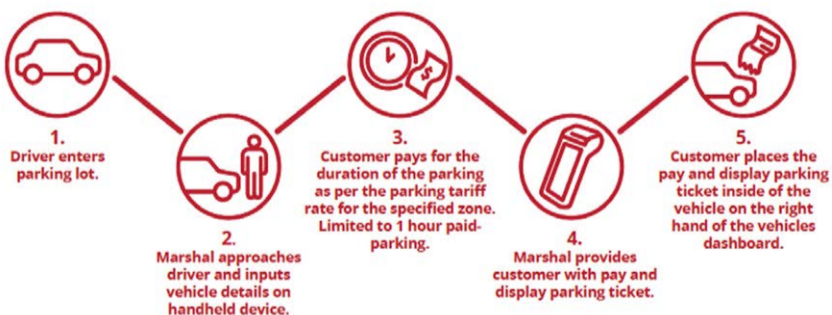 1.
Driver enters
parking lot.
2.
Marshal approaches
driver and inputs
vehicle details on
handheld device.
3.
Customer pays for the
duration of the parking
as per the parking tariff
rate for the specified zone.
Limited to 1 hour paid-
parking.
4.
Marshal provides
customer with pay and
display parking ticket.
5.
Customer places the
pay and display parking
ticket inside of the
vehicle on the right
hand of the vehicles
dashboard.
$